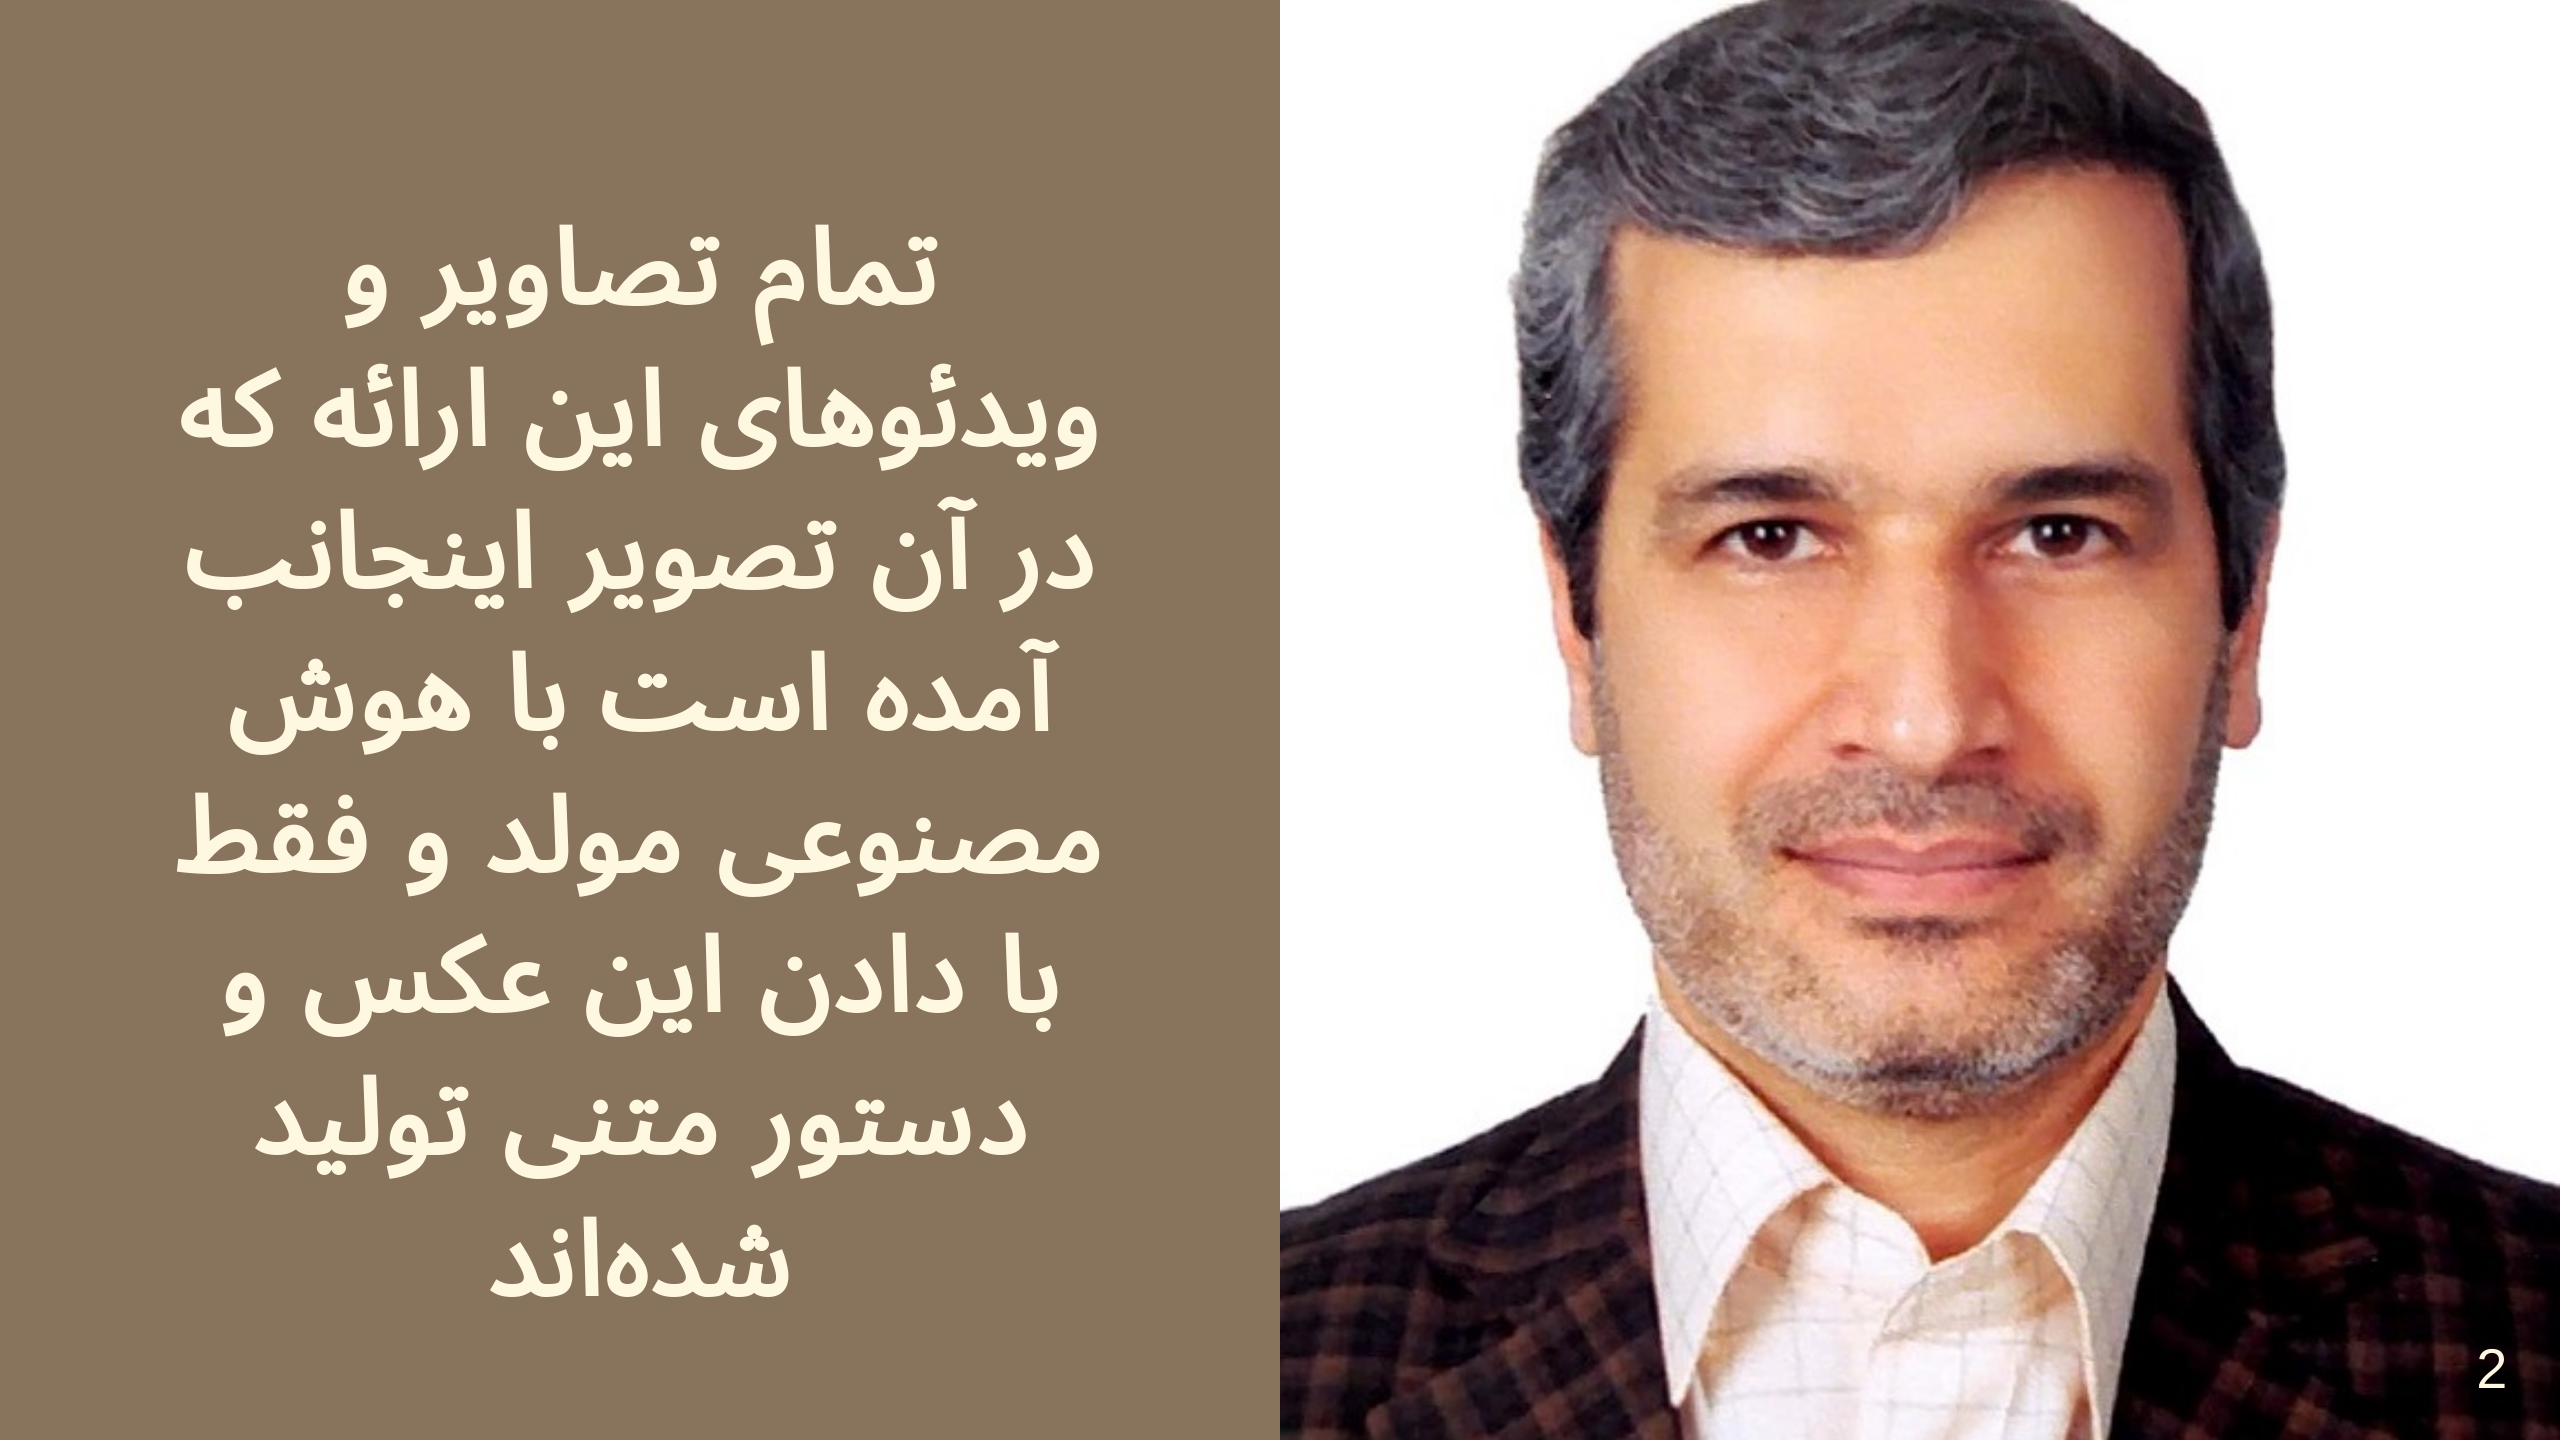 تمام تصاویر و
ویدئوهای این ارائه که
در آن تصویر اینجانب
آمده است با هوش
مصنوعی مولد و فقط
با دادن این عکس و
دستور متنی تولید
شده‌اند
2